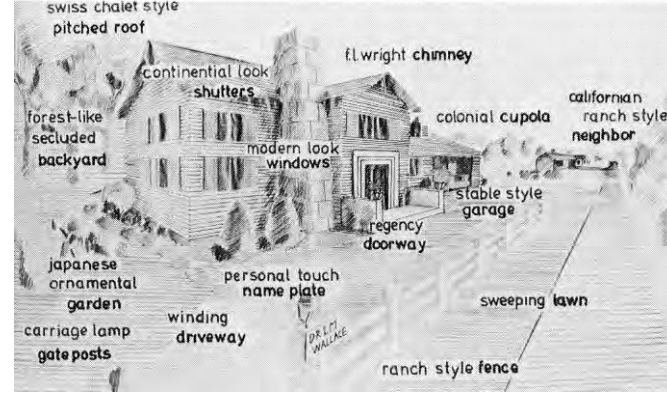 swiss chalet style
pitched roof
f.l.wright chimney
continential look
shutters
californian
ranch style
neighbor
colonial cupola
forest-like
secluded
backyard
modern look
windows
stable style
garage
regency
doorway
japanese
ornamental
garden
personal touch
name plate
sweeping lawn
winding
driveway
carriage lamp
gate posts
DR L M
WALLACE
ranch style fence